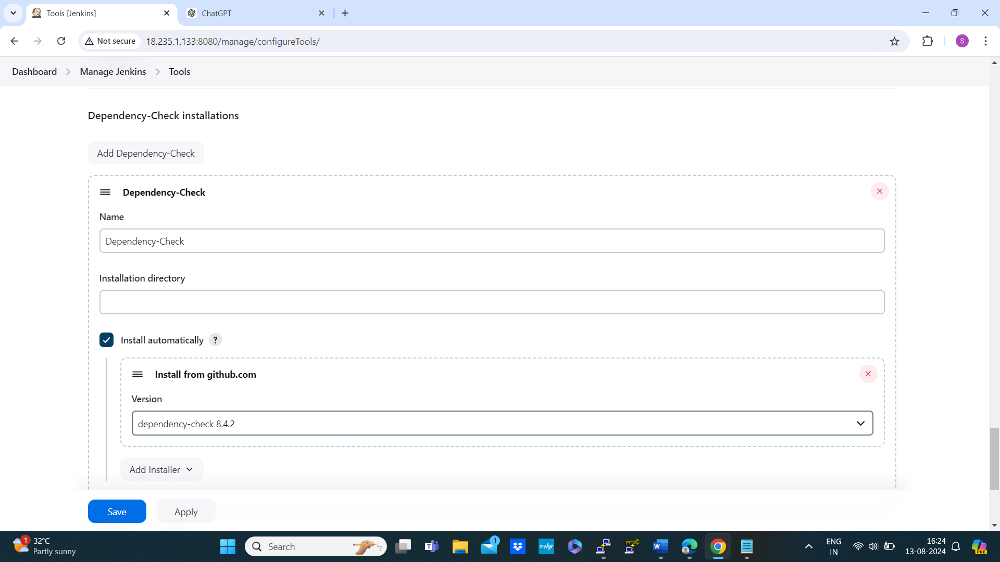 Tools [Jenkins]
ChatGPT
Not secure
18.235.1.133:8080/manage/configureTools/
S
Dashboard
Manage Jenkins
Tools
Dependency-Check installations
Add Dependency-Check
Dependency-Check
Name
Dependency-Check
Installation directory
Install automatically
?
Install from github.com
Version
dependency-check 8.4.2
Add Installer
Save
Apply
1
32°C
Partly sunny
Search
T
1
myhp
W
ENG
IN
16:24
13-08-2024
PRE